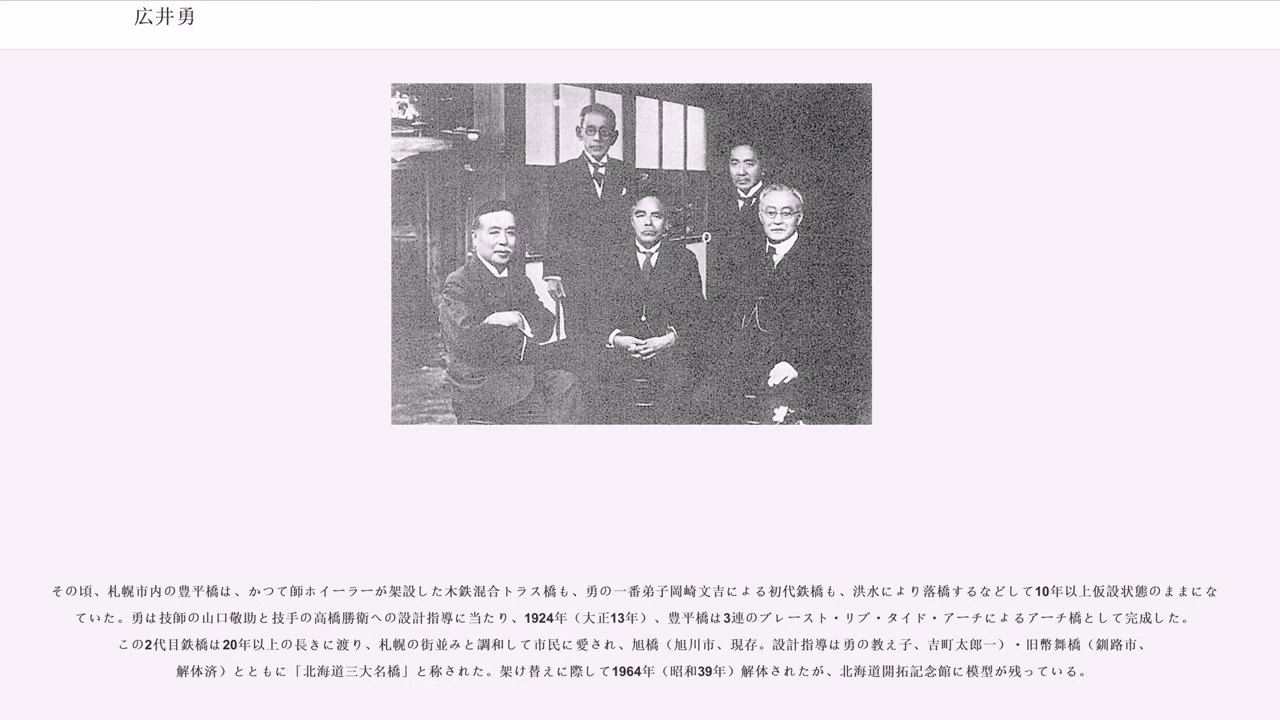 広井勇
その頃、札幌市内の豊平橋は、かつて師ホイーラーが架設した木鉄混合トラス橋も、勇の一番弟子岡崎文吉による初代鉄橋も、洪水により落橋するなどして10年以上仮設状態のままにな
ていた。勇は技師の山口敬助と技手の高橋勝衛への設計指導に当たり、1924年（大正13年）、豊平橋は3連のブレースト・リブ・タイド・アーチによるアーチ橋として完成した。
この2代目鉄橋は20年以上の長きに渡り、札幌の街並みと調和して市民に愛され、旭橋（旭川市、現存。設計指導は勇の教え子、吉町太郎一）・旧幣舞橋（釧路市、
解体済）とともに「北海道三大名橋」と称された。架け替えに際して1964年（昭和39年）解体されたが、北海道開拓記念館に模型が残っている。